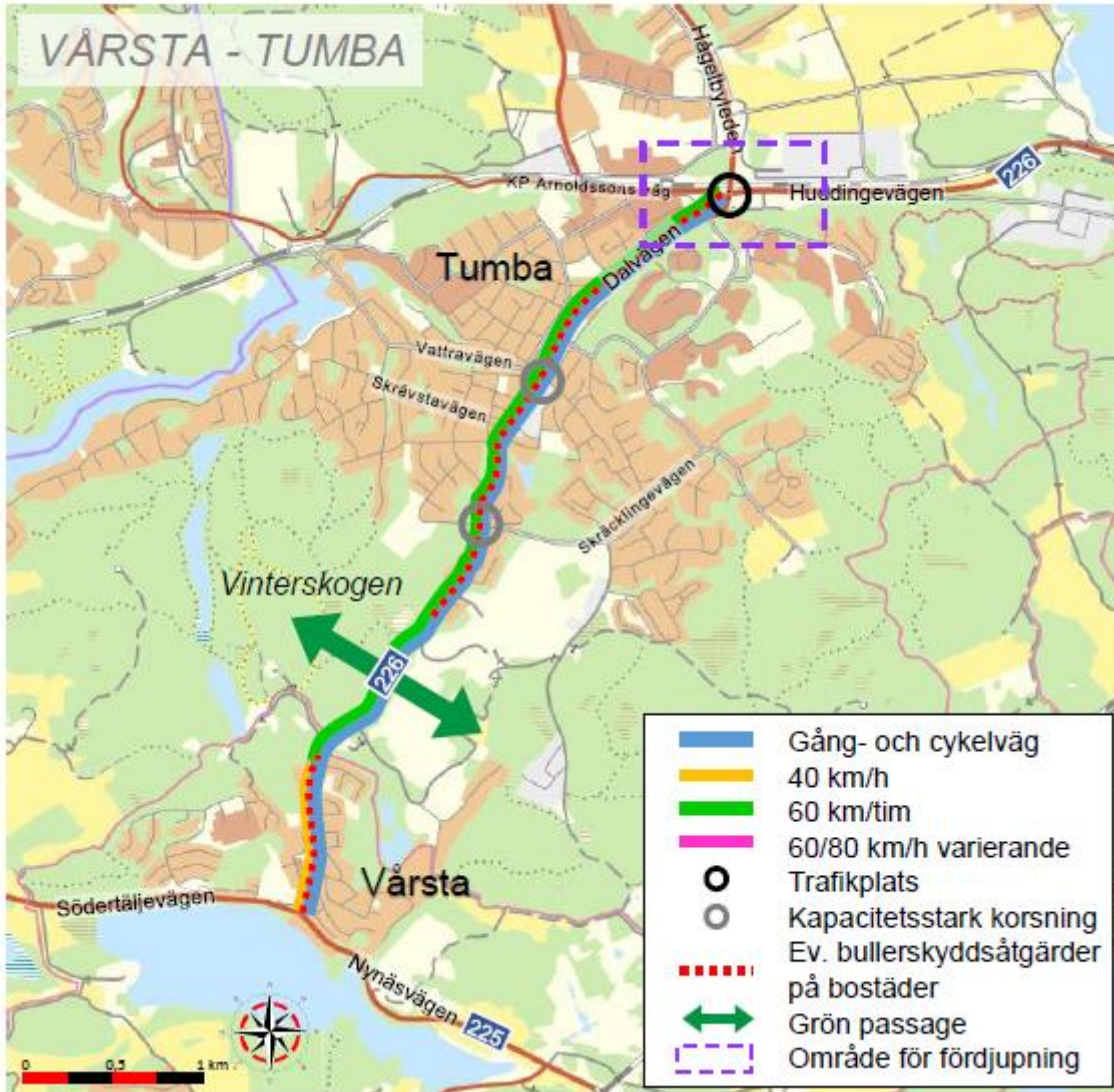 VÅRSTA - TUMBA
Hågelbyleden
226
KP Arnoldssons väg
Huddingevägen
Dalvägen
Tumba
Vattravägen
Skrävstavägen
Skräcklingevägen
Vinterskogen
226
Vårsta
Södertäljevägen
Nynäsvägen
225
0 0,5 1 km
Gång- och cykelväg
40 km/h
60 km/tim
60/80 km/h varierande
Trafikplats
Kapacitetsstark korsning
Ev. bullerskyddsåtgärder
på bostäder
Grön passage
Område för fördjupning